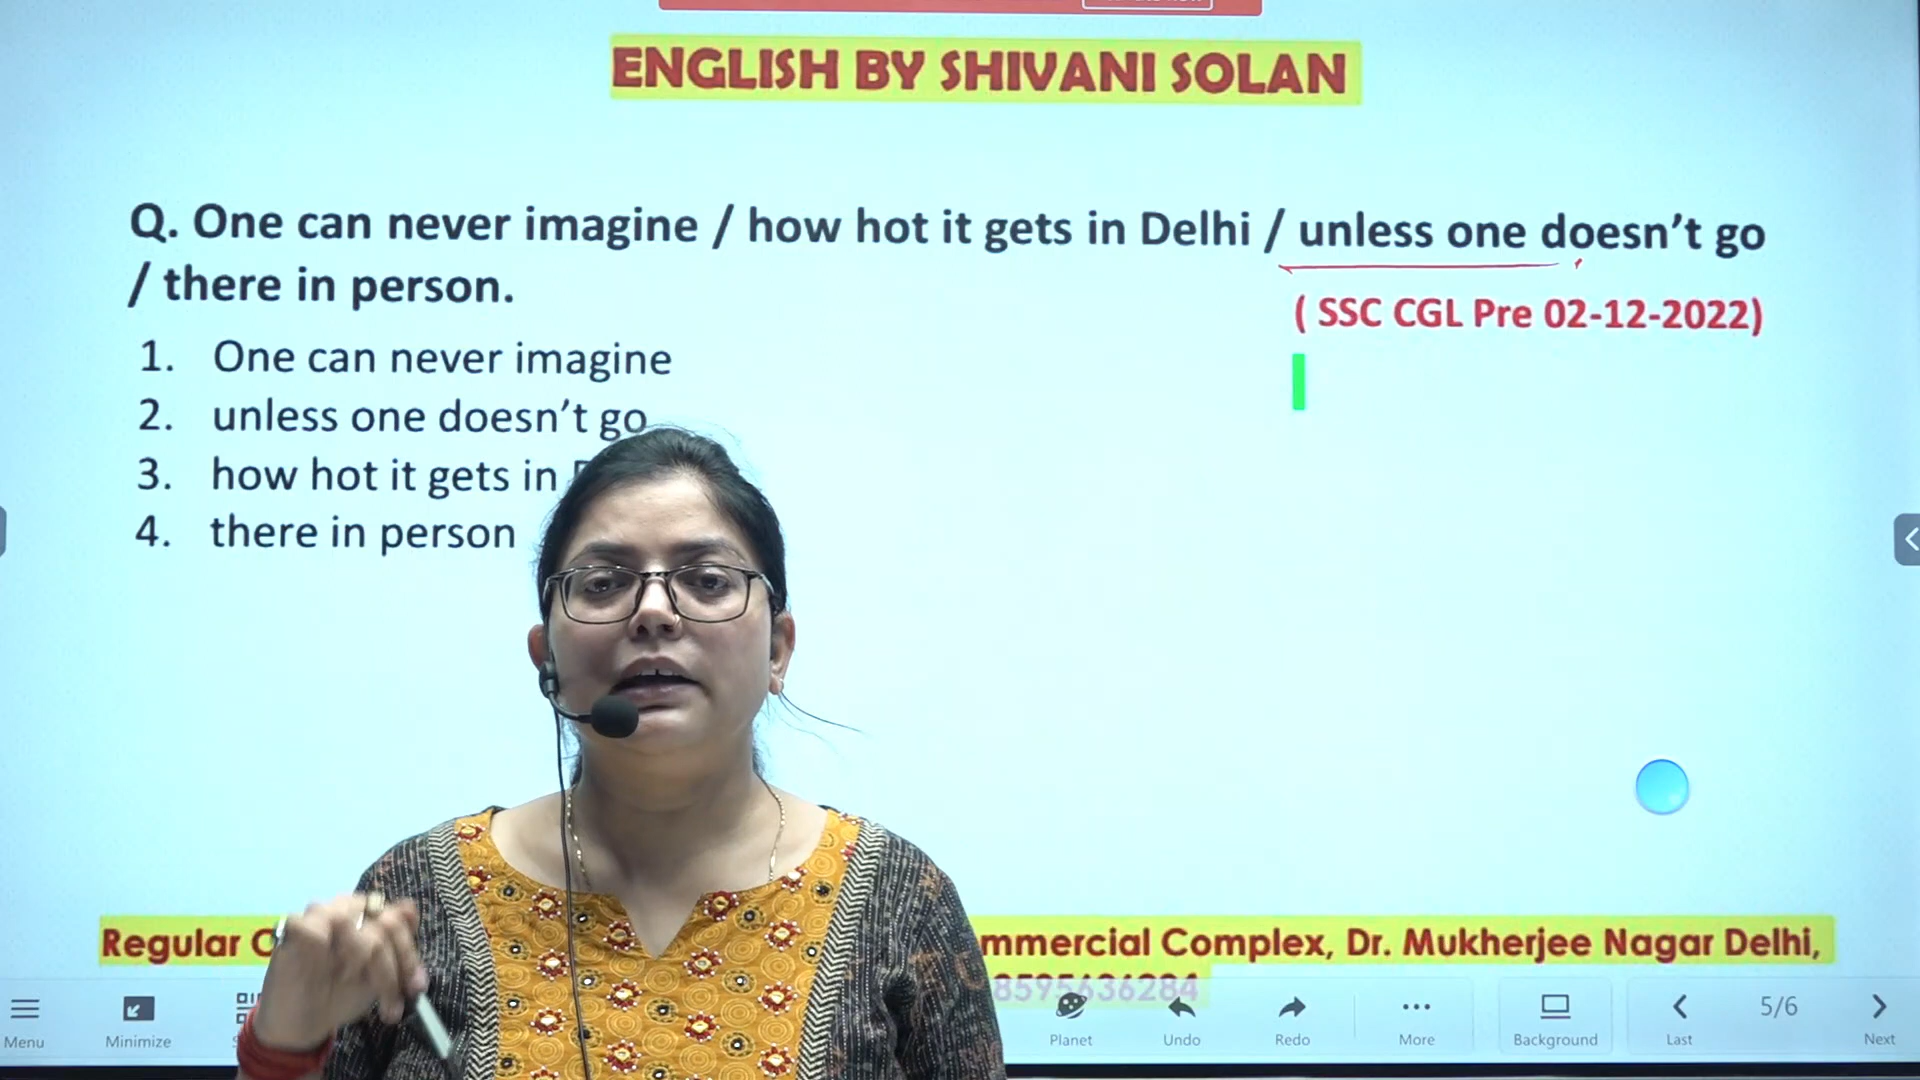 ENGLISH BY SHIVANI SOLAN
Q. One can never imagine / how hot it gets in Delhi / unless one doesn't go
/ there in person.
( SSC CGL Pre 02-12-2022)
1. One can never imagine
2. unless one doesn't go
3. how hot it gets in
4. there in person
Regular mmercial Complex, Dr. Mukherjee Nagar Delhi,
8595636284
Menu Minimize Planet Undo Redo More Background Last 5/6 Next